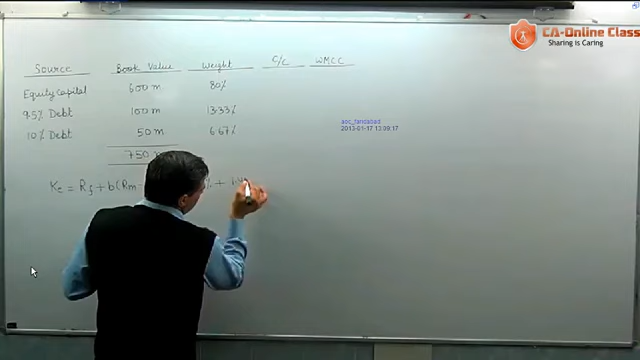 CA-Online Class
Sharing is Caring
Source Book Value Weight C/C WMCC
Equity Capital 600 m 80%
9.5% Debt 100 m 13.33%
10% Debt 50 m 6.67%
aoc_faridabad
2013-01-17 13:09:17
750
Ke = Rf + b(Rm % +